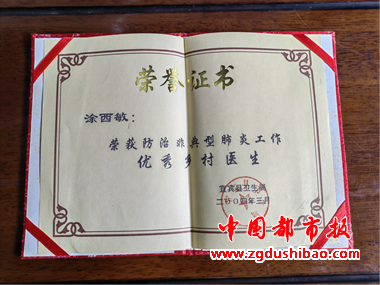 荣誉证书
涂西敏：
荣获防治非典型肺炎工作
优秀乡村医生
宜宾县卫生局
二〇〇四年三月
中国都市报
www.zgdushibao.com